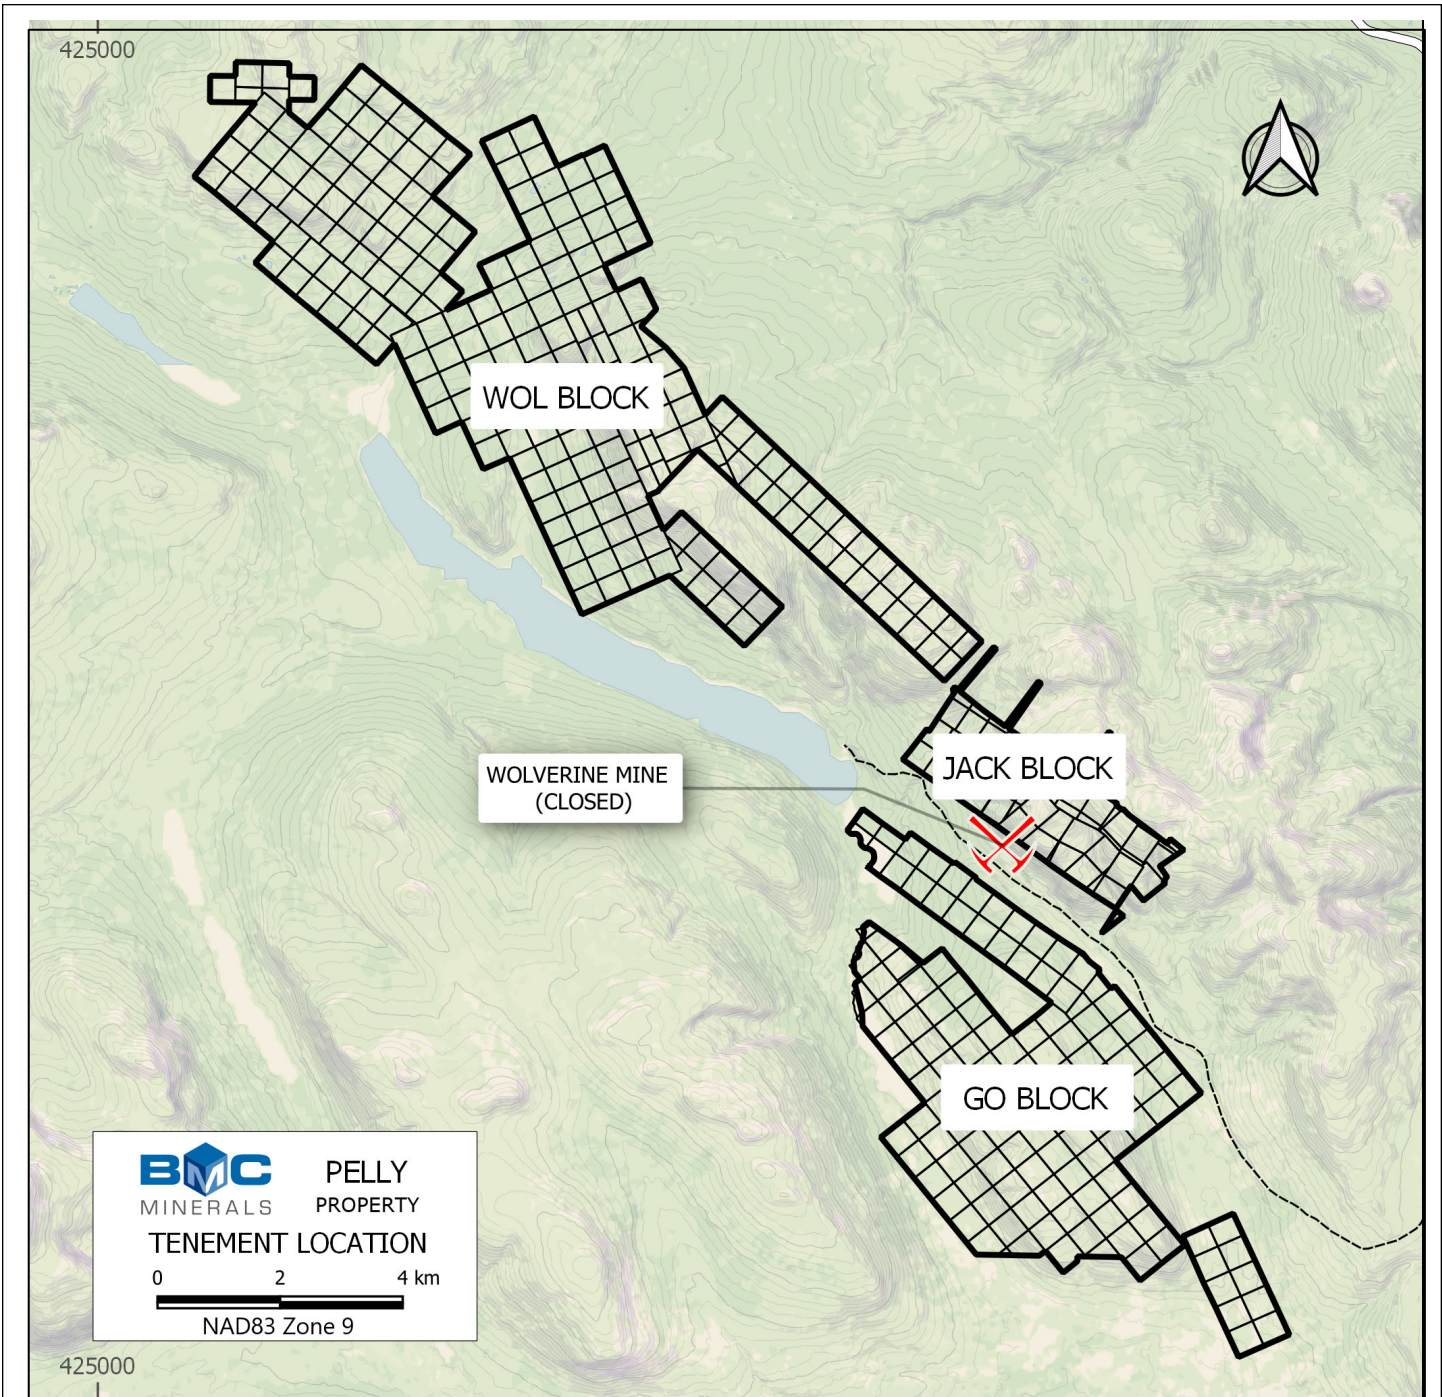 425000
WOL BLOCK
JACK BLOCK
WOLVERINE MINE
(CLOSED)
GO BLOCK
BMC
MINERALS
PELLY
PROPERTY
TENEMENT LOCATION
0 2 4 km
NAD83 Zone 9
425000